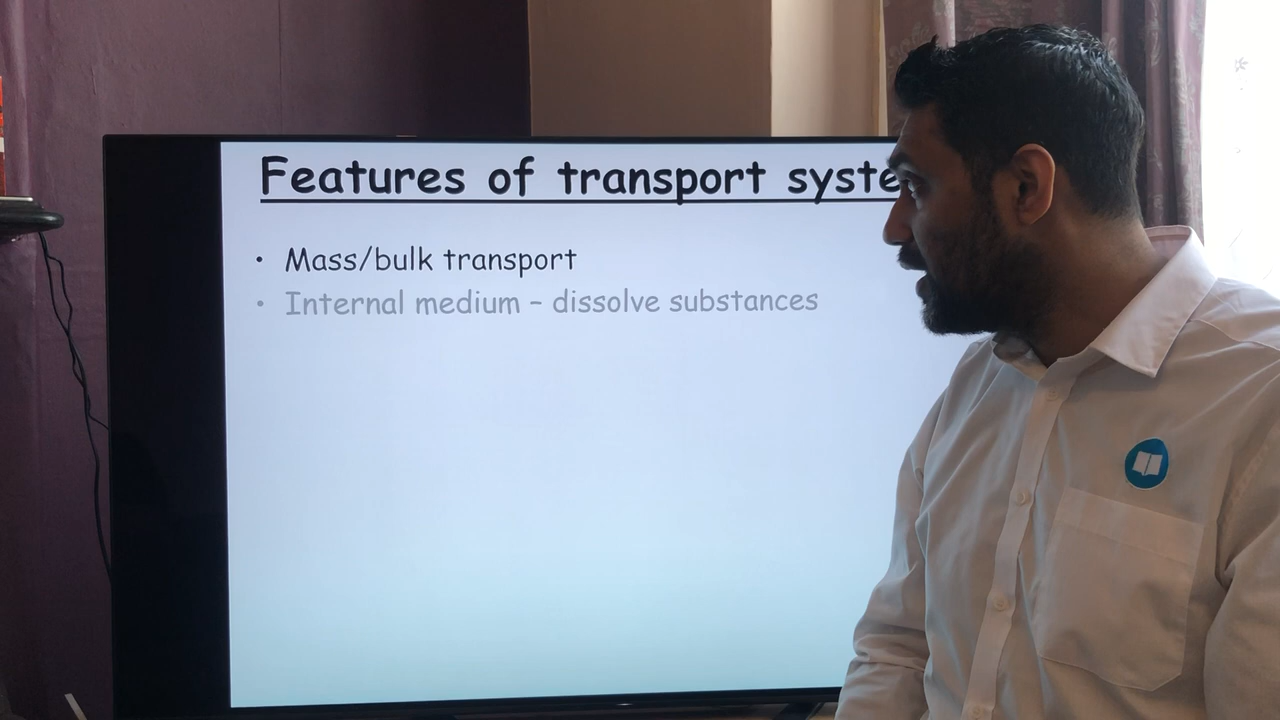 Features of transport syste
• Mass/bulk transport
• Internal medium – dissolve substances